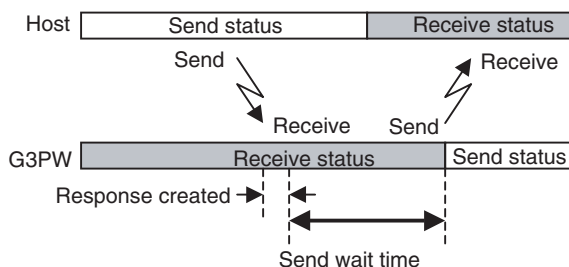 Host
Send status
Receive status
Send
Receive
Receive
Send
G3PW
Receive status
Send status
Response created
Send wait time